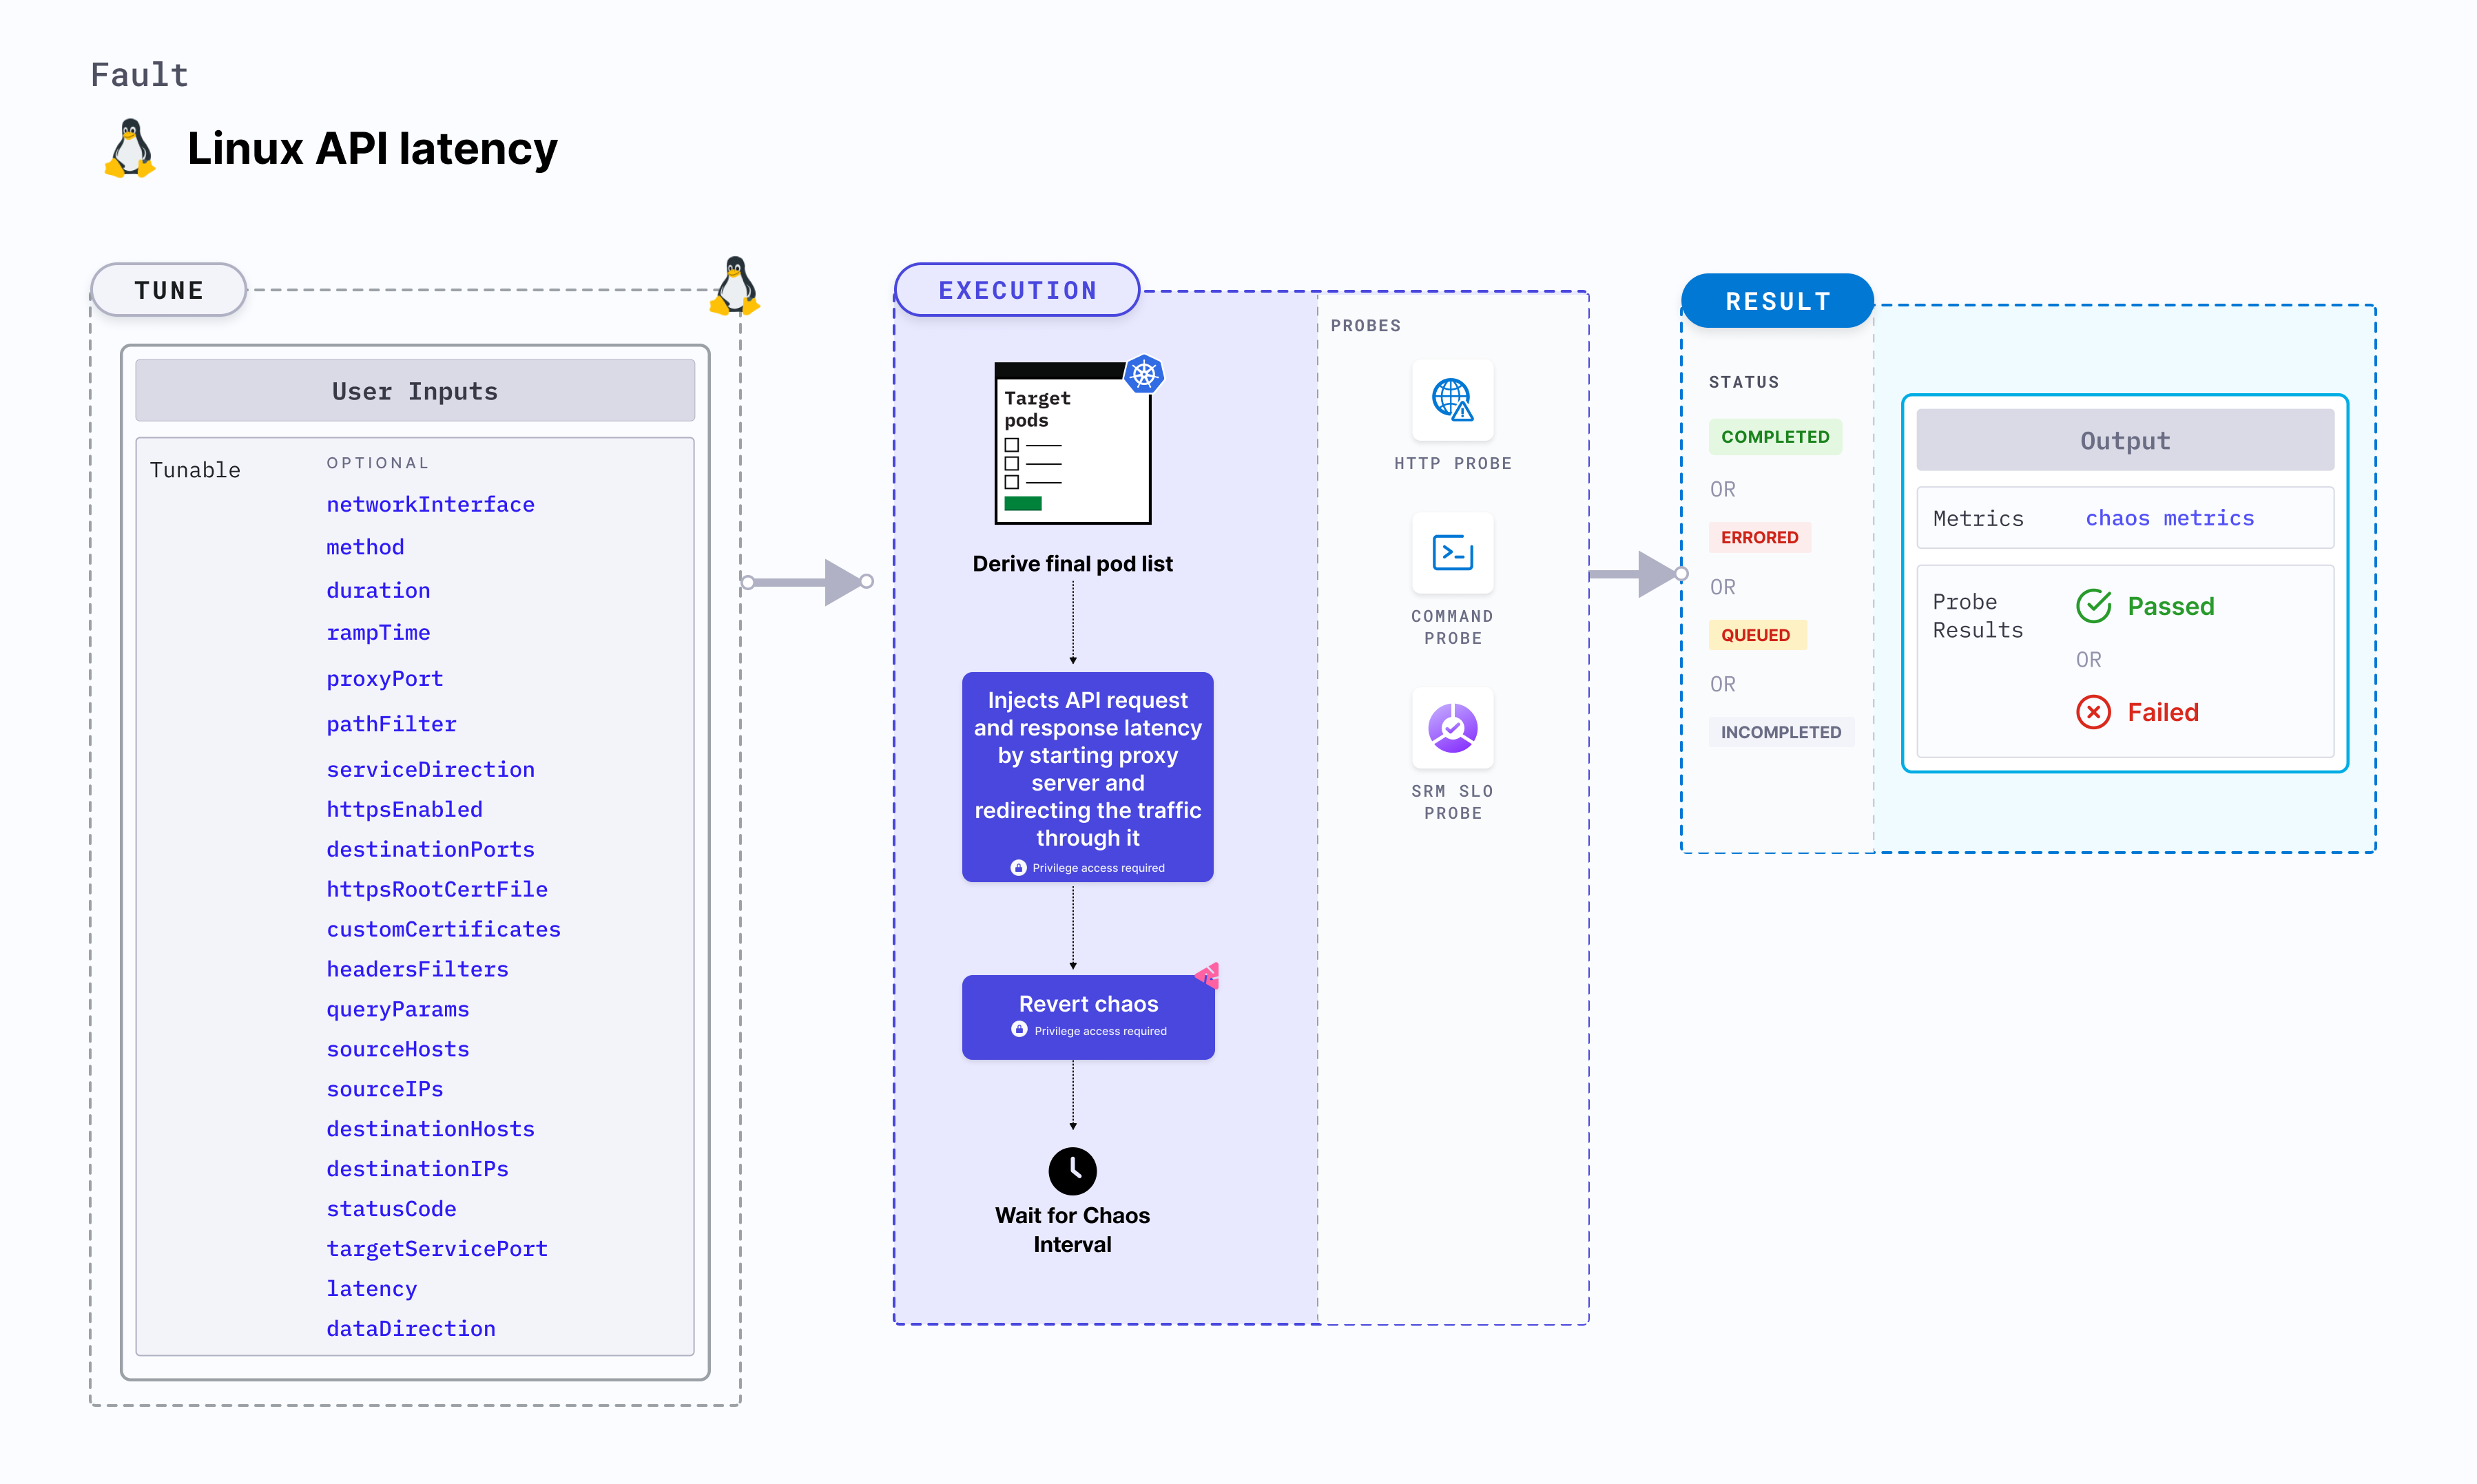 Fault
Linux API latency
TUNE
User Inputs
Tunable
OPTIONAL
networkInterface
method
duration
rampTime
proxyPort
pathFilter
serviceDirection
httpsEnabled
destinationPorts
httpsRootCertFile
customCertificates
headersFilters
queryParams
sourceHosts
sourceIPs
destinationHosts
destinationIPs
statusCode
targetServicePort
latency
dataDirection
EXECUTION
Target
pods
Derive final pod list
Injects API request
and response latency
by starting proxy
server and
redirecting the traffic
through it
Privilege access required
Revert chaos
Privilege access required
Wait for Chaos
Interval
PROBES
HTTP PROBE
COMMAND
PROBE
SRM SLO
PROBE
RESULT
STATUS
COMPLETED
OR
ERRORED
OR
QUEUED
OR
INCOMPLETED
Output
Metrics
chaos metrics
Probe
Results
Passed
OR
Failed